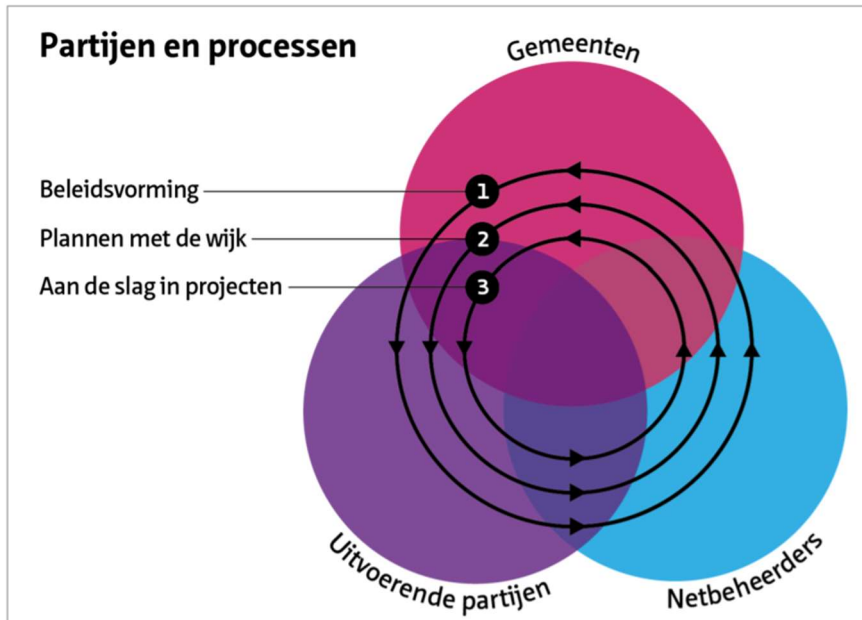 Partijen en processen
Gemeenten
Beleidsvorming
1
Plannen met de wijk
2
Aan de slag in projecten
3
Uitvoerende partijen
Netbeheerders